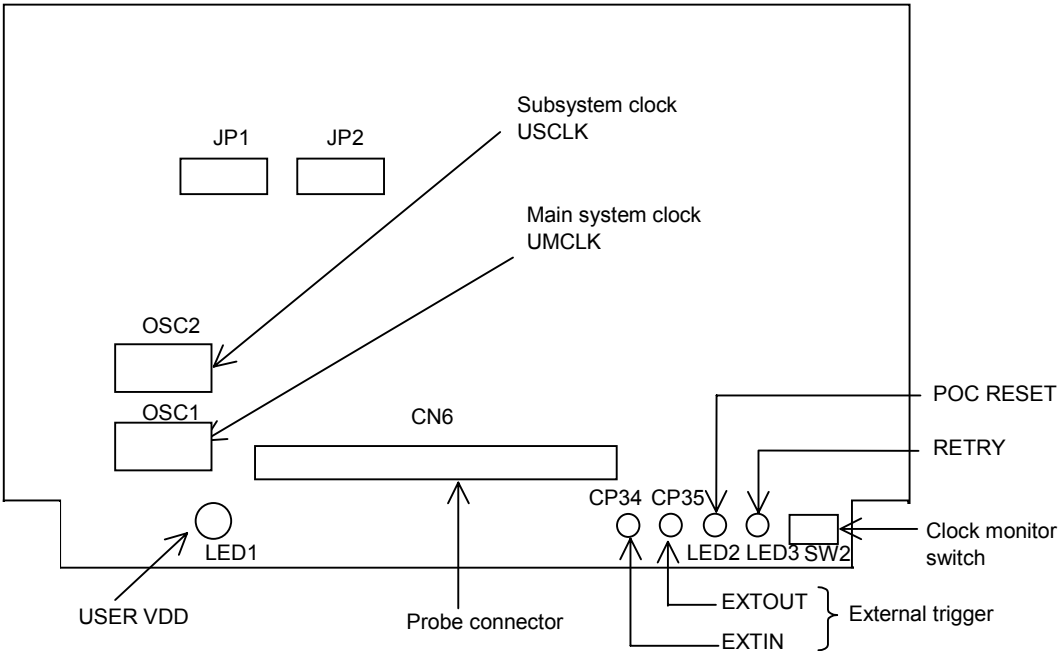 Subsystem clock
USCLK
JP1
JP2
Main system clock
UMCLK
OSC2
OSC1
CN6
POC RESET
RETRY
CP34
CP35
LED1
LED2
LED3
SW2
Clock monitor
switch
USER VDD
Probe connector
EXTOUT
EXTIN
External trigger